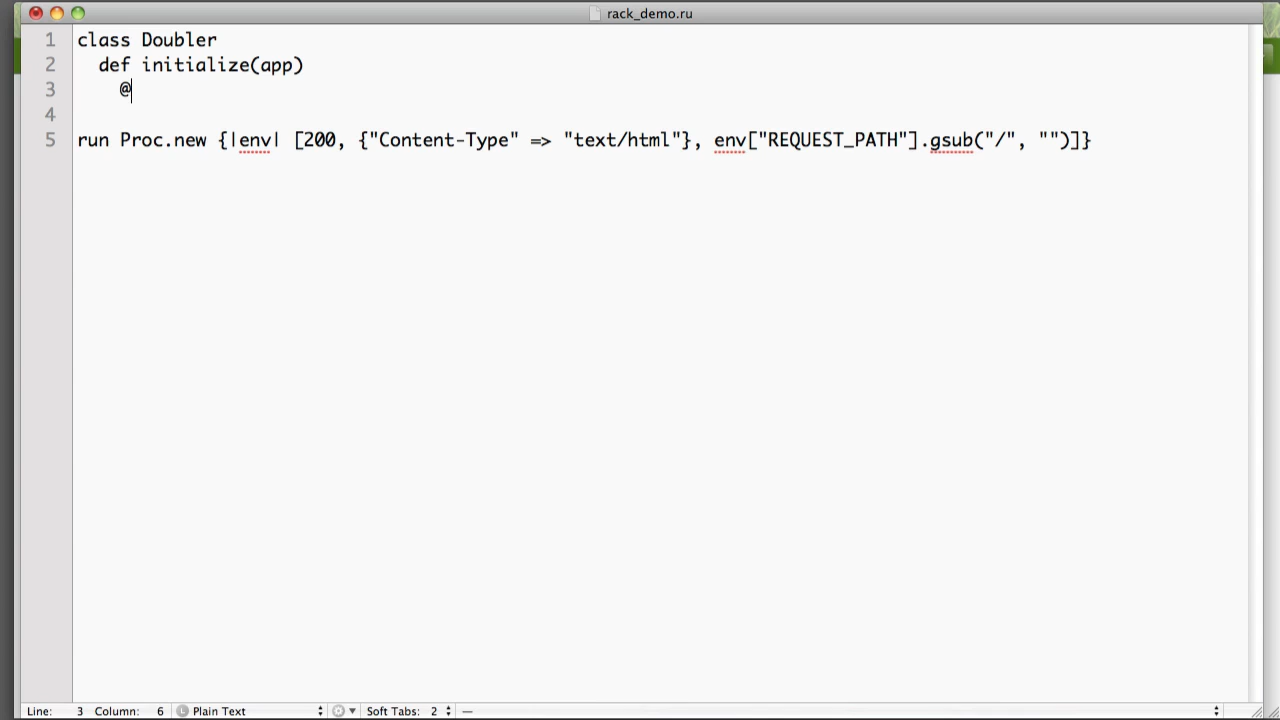 rack_demo.ru
1 class Doubler
2 def initialize(app)
3 @
4
5 run Proc.new {|env| [200, {"Content-Type" => "text/html"}, env["REQUEST_PATH"].gsub("/", "")]}
Line: 3 Column: 6 L Plain Text Soft Tabs: 2 —